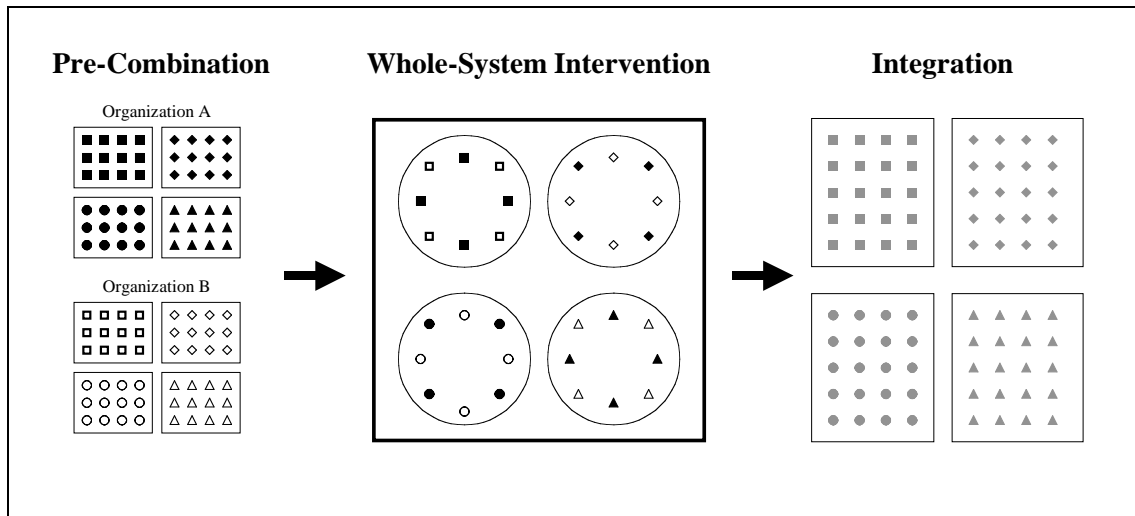 Pre-Combination
Whole-System Intervention
Integration
Organization A
Organization B